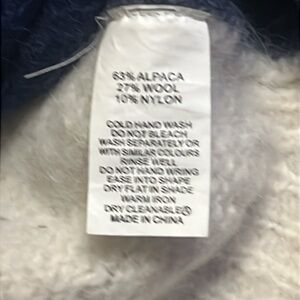 63% ALPACA
27% WOOL
10% NYLON
COLD HAND WASH
DO NOT BLEACH
WASH SEPARATELY OR
WITH SIMILAR COLOURS
RINSE WELL
DO NOT HAND WRING
EASE INTO SHAPE
DRY FLAT IN SHADE
WARM IRON
DRY CLEANABLE Ⓟ
MADE IN CHINA